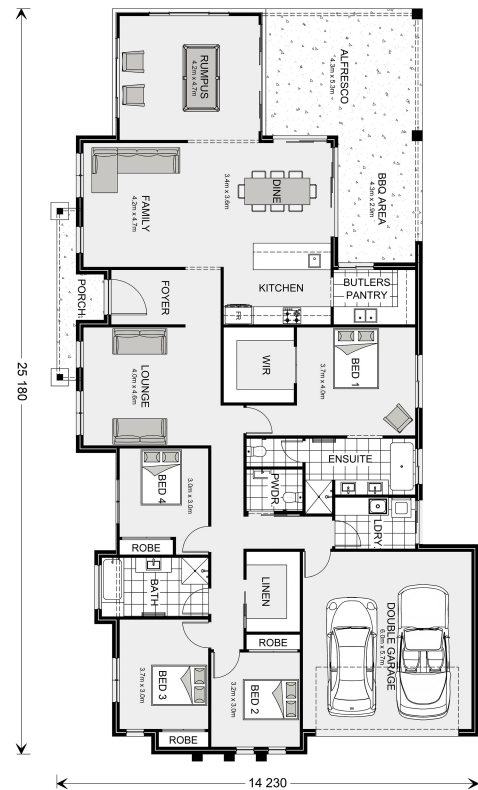 RUMPUS
4.2m x 4.7m
ALFRESCO
4.3m x 5.3m
FAMILY
4.2m x 4.7m
3.4m x 3.6m
DINE
BBQ AREA
4.3m x 2.9m
PORCH
FOYER
KITCHEN
FR
BUTLERS
PANTRY
LOUNGE
4.0m x 4.6m
WIR
BED 1
3.7m x 4.0m
25 180
BED 4
3.0m x 3.0m
ENSUITE
PWDR.
LDRY.
ROBE
BATH
LINEN
DOUBLE GARAGE
6.0m x 5.7m
ROBE
BED 3
3.7m x 3.0m
BED 2
3.2m x 3.0m
ROBE
14 230